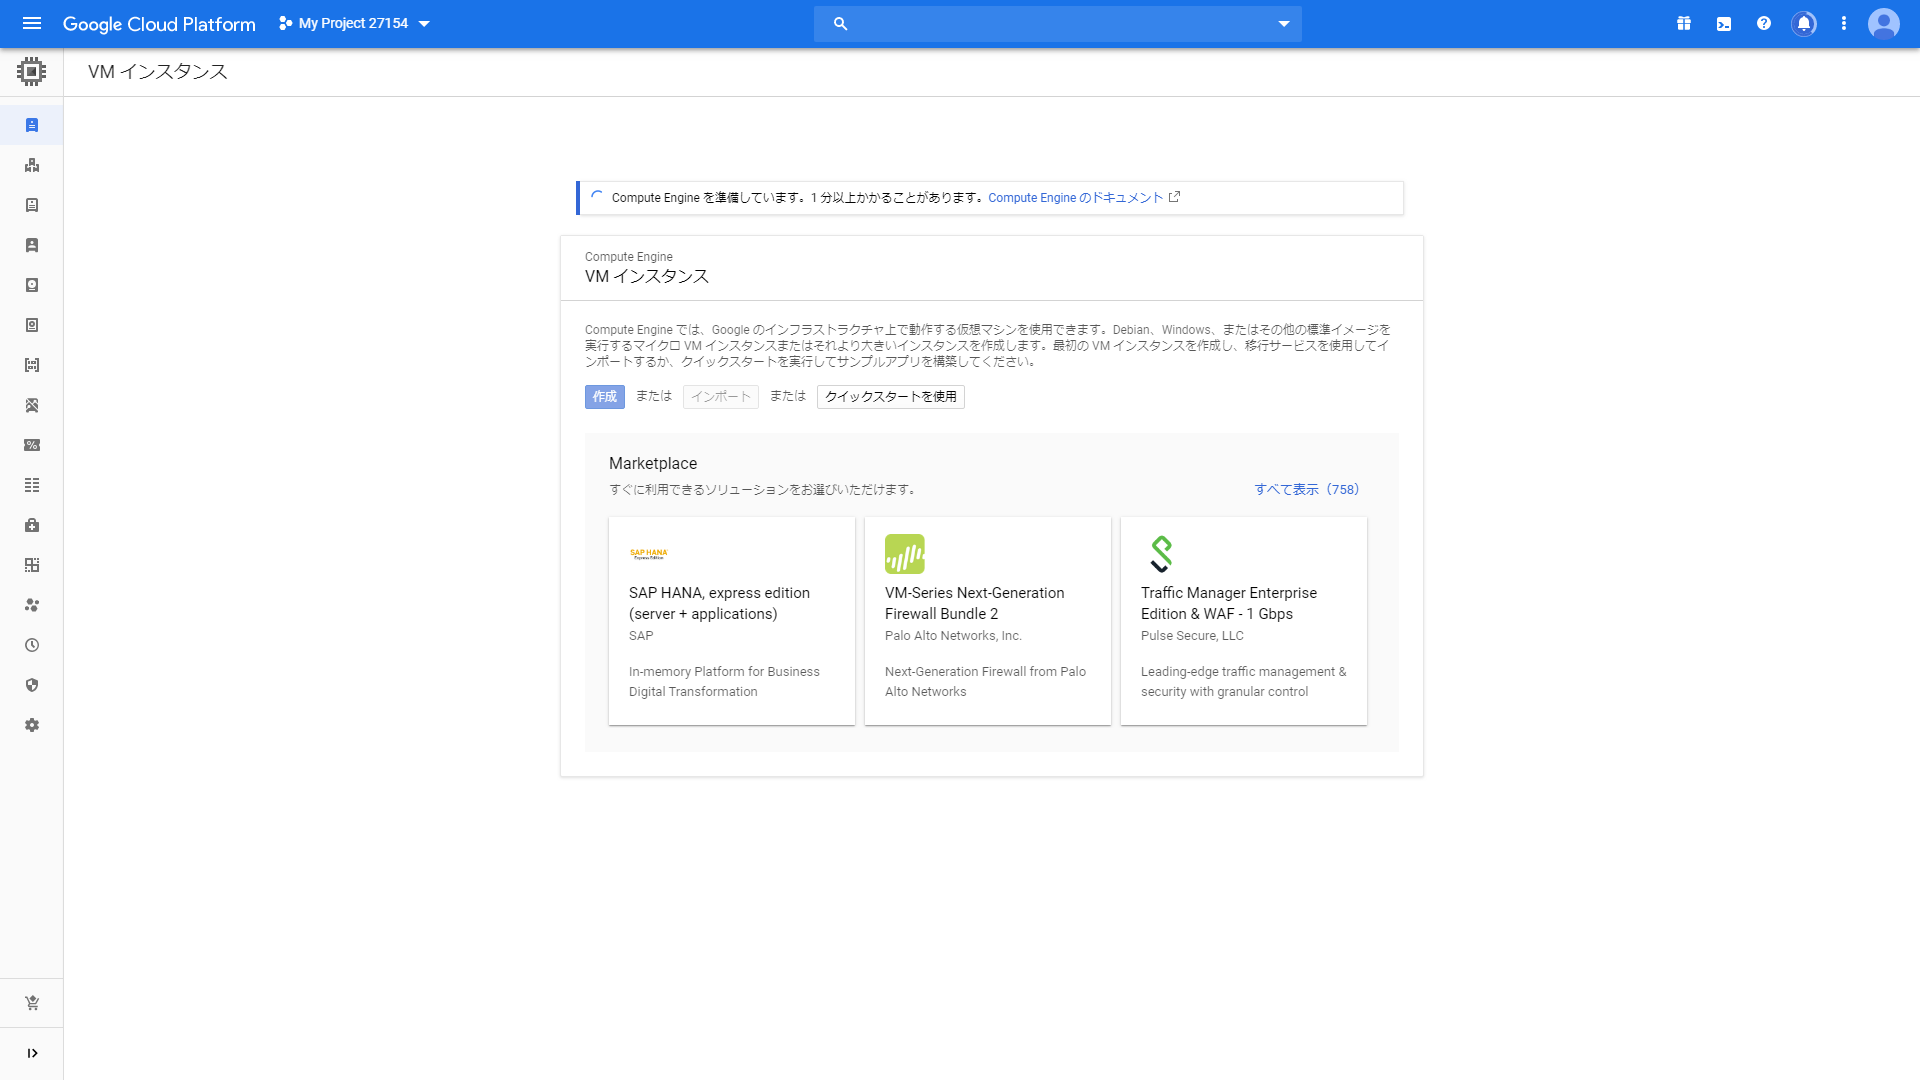 Google Cloud Platform
My Project 27154
VM インスタンス
Compute Engine を準備しています。1 分以上かかることがあります。Compute Engine のドキュメント
Compute Engine
VM インスタンス
Compute Engine では、Google のインフラストラクチャ上で動作する仮想マシンを使用できます。Debian、Windows、またはその他の標準イメージを
実行するマイクロ VM インスタンスまたはそれより大きいインスタンスを作成します。最初の VM インスタンスを作成し、移行サービスを使用してイ
ンポートするか、クイックスタートを実行してサンプルアプリを構築してください。
作成 または インポート または クイックスタートを使用
Marketplace
すぐに利用できるソリューションをお選びいただけます。
すべて表示（758）
SAP HANA
Express Edition
SAP HANA, express edition
(server + applications)
SAP
In-memory Platform for Business
Digital Transformation
VM-Series Next-Generation
Firewall Bundle 2
Palo Alto Networks, Inc.
Next-Generation Firewall from Palo
Alto Networks
Traffic Manager Enterprise
Edition & WAF - 1 Gbps
Pulse Secure, LLC
Leading-edge traffic management &
security with granular control